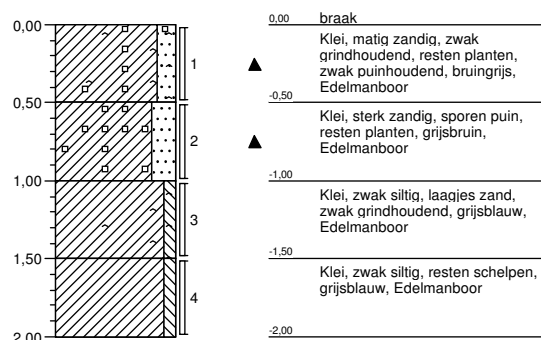 0,00
0,50
1,00
1,50
2,00
1
2
3
4
0,00 braak
Klei, matig zandig, zwak
grindhoudend, resten planten,
zwak puinhoudend, bruingrijs,
Edelmanboor
-0,50
Klei, sterk zandig, sporen puin,
resten planten, grijsbruin,
Edelmanboor
-1,00
Klei, zwak siltig, laagjes zand,
zwak grindhoudend, grijsblauw,
Edelmanboor
-1,50
Klei, zwak siltig, resten schelpen,
grijsblauw, Edelmanboor
-2,00